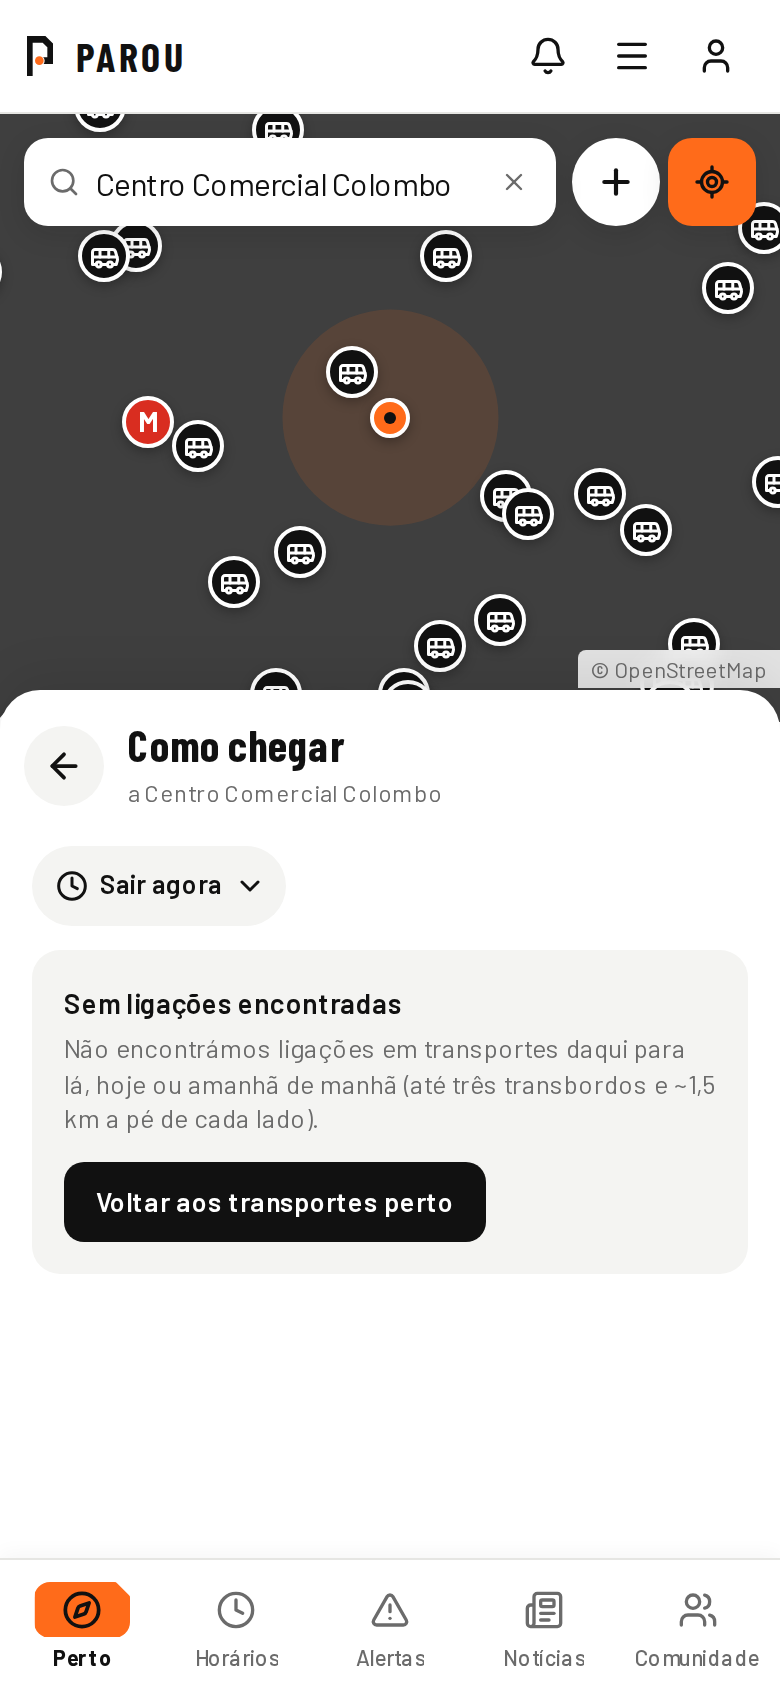 PAROU
Centro Comercial Colombo
M
© OpenStreetMap
Como chegar
a Centro Comercial Colombo
Sair agora
Sem ligações encontradas
Não encontrámos ligações em transportes daqui para
lá, hoje ou amanhã de manhã (até três transbordos e ~1,5
km a pé de cada lado).
Voltar aos transportes perto
Perto
Horários
Alertas
Notícias
Comunidade